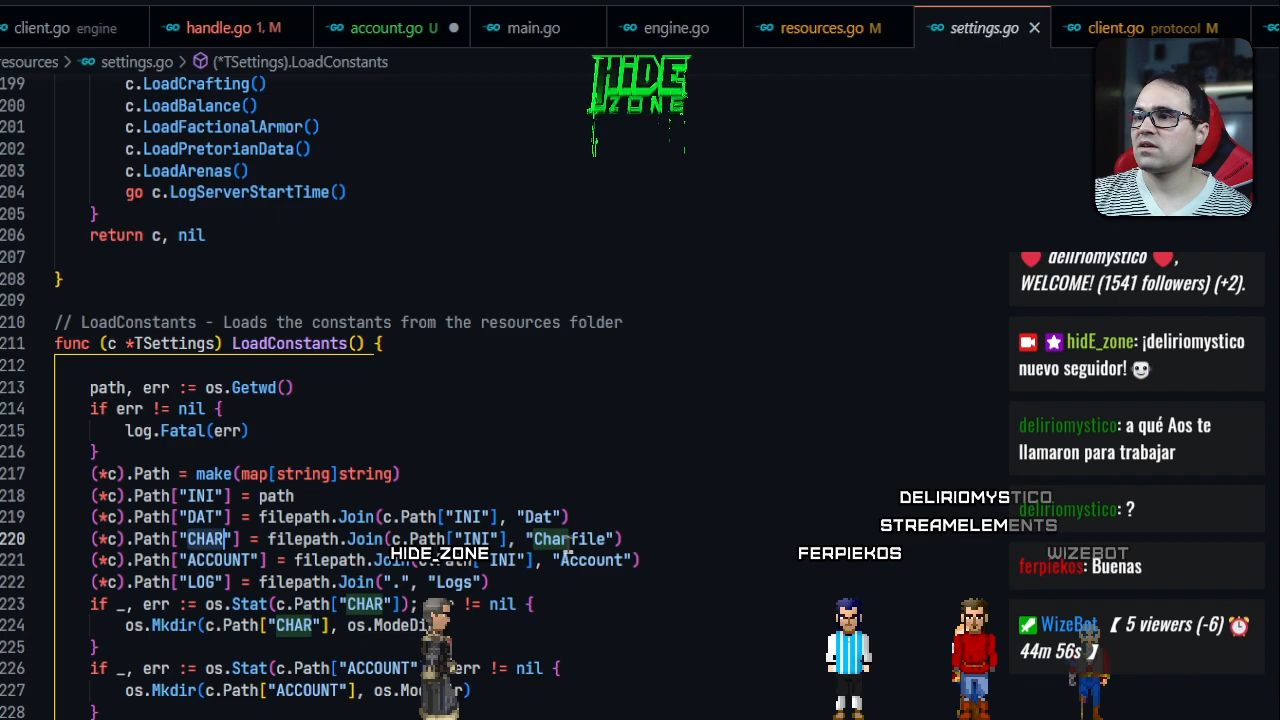 client.go engine
handle.go 1, M
account.go U
main.go
engine.go
resources.go M
settings.go
client.go protocol M
resources > settings.go > (*TSettings).LoadConstants
199 c.LoadCrafting()
200 c.LoadBalance()
201 c.LoadFactionalArmor()
202 c.LoadPretorianData()
203 c.LoadArenas()
204 go c.LogServerStartTime()
205 }
206 return c, nil
207
208 }
209
210 // LoadConstants - Loads the constants from the resources folder
211 func (c *TSettings) LoadConstants() {
212
213 path, err := os.Getwd()
214 if err != nil {
215 log.Fatal(err)
216 }
217 (*c).Path = make(map[string]string)
218 (*c).Path["INI"] = path
219 (*c).Path["DAT"] = filepath.Join(c.Path["INI"], "Dat")
220 (*c).Path["CHAR"] = filepath.Join(c.Path["INI"], "Charfile")
221 (*c).Path["ACCOUNT"] = filepath.Join(c.Path["INI"], "Account")
222 (*c).Path["LOG"] = filepath.Join(".", "Logs")
223 if _, err := os.Stat(c.Path["CHAR"]); != nil {
224 os.Mkdir(c.Path["CHAR"], os.ModeDi
225 }
226 if _, err := os.Stat(c.Path["ACCOUNT" err != nil {
227 os.Mkdir(c.Path["ACCOUNT"], os.Mo r)
228 }
HiDE
ZONE
deliriomystico ,
WELCOME! (1541 followers) (+2).
hidE_zone: ¡deliriomystico
nuevo seguidor!
deliriomystico: a qué Aos te
llamaron para trabajar
deliriomystico: ?
ferpiekos: Buenas
WizeBot 【 5 viewers (-6)
44m 56s 】
DELIRIOMYSTICO
STREAMELEMENTS
HIDE_ZONE
FERPIEKOS
WIZEBOT